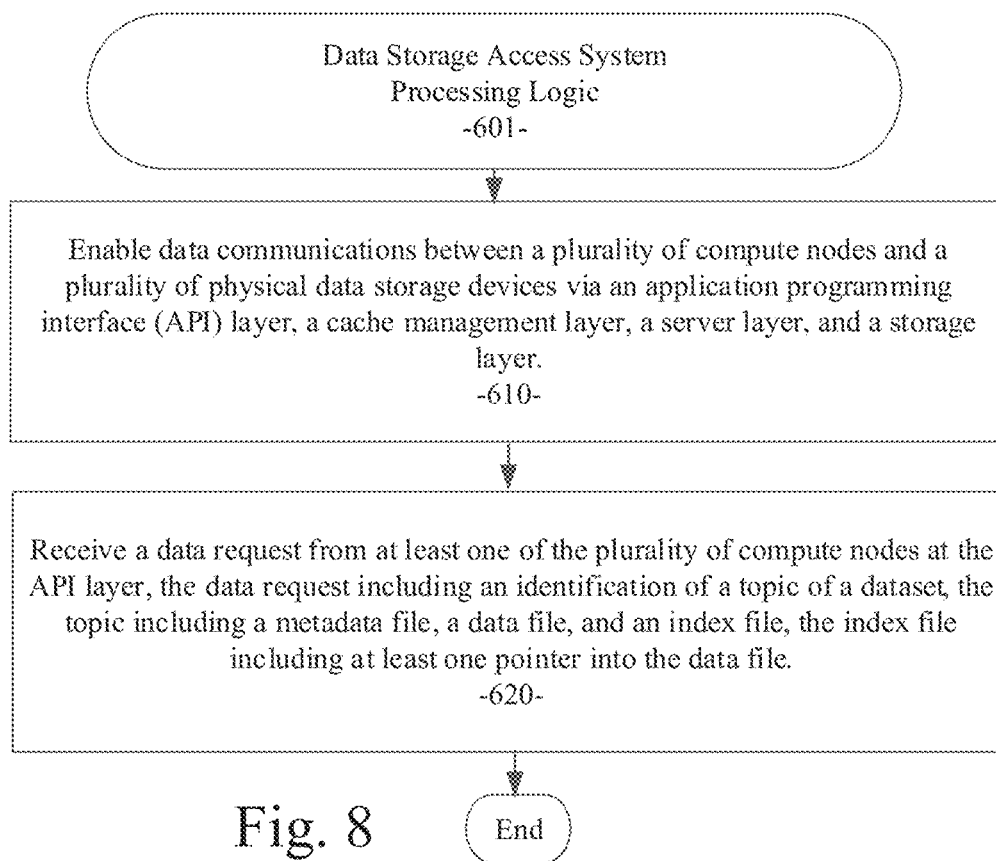 Data Storage Access System
Processing Logic
-601-
Enable data communications between a plurality of compute nodes and a
plurality of physical data storage devices via an application programming
interface (API) layer, a cache management layer, a server layer, and a storage
layer.
-610-
Receive a data request from at least one of the plurality of compute nodes at the
API layer, the data request including an identification of a topic of a dataset, the
topic including a metadata file, a data file, and an index file, the index file
including at least one pointer into the data file.
-620-
Fig. 8
End